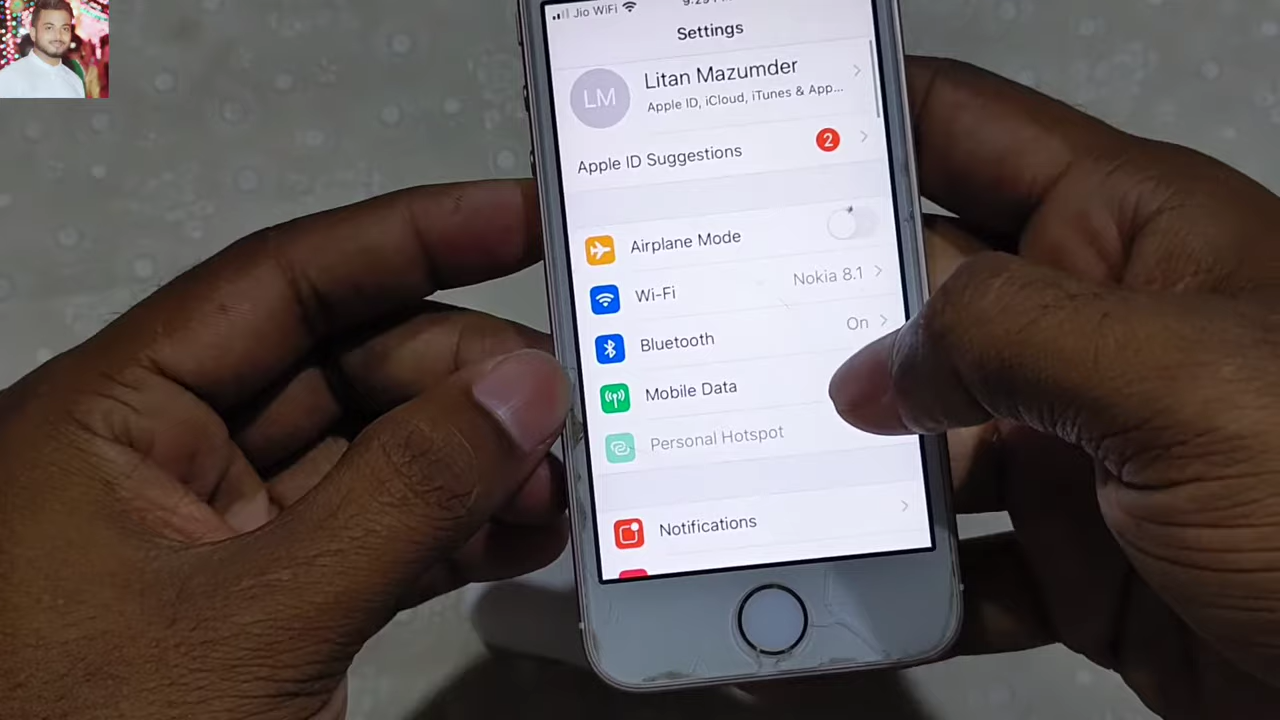 Jio WiFi
Settings
LM
Litan Mazumder
Apple ID, iCloud, iTunes & App...
Apple ID Suggestions
2
Airplane Mode
Wi-Fi
Nokia 8.1
Bluetooth
On
Mobile Data
Personal Hotspot
Notifications